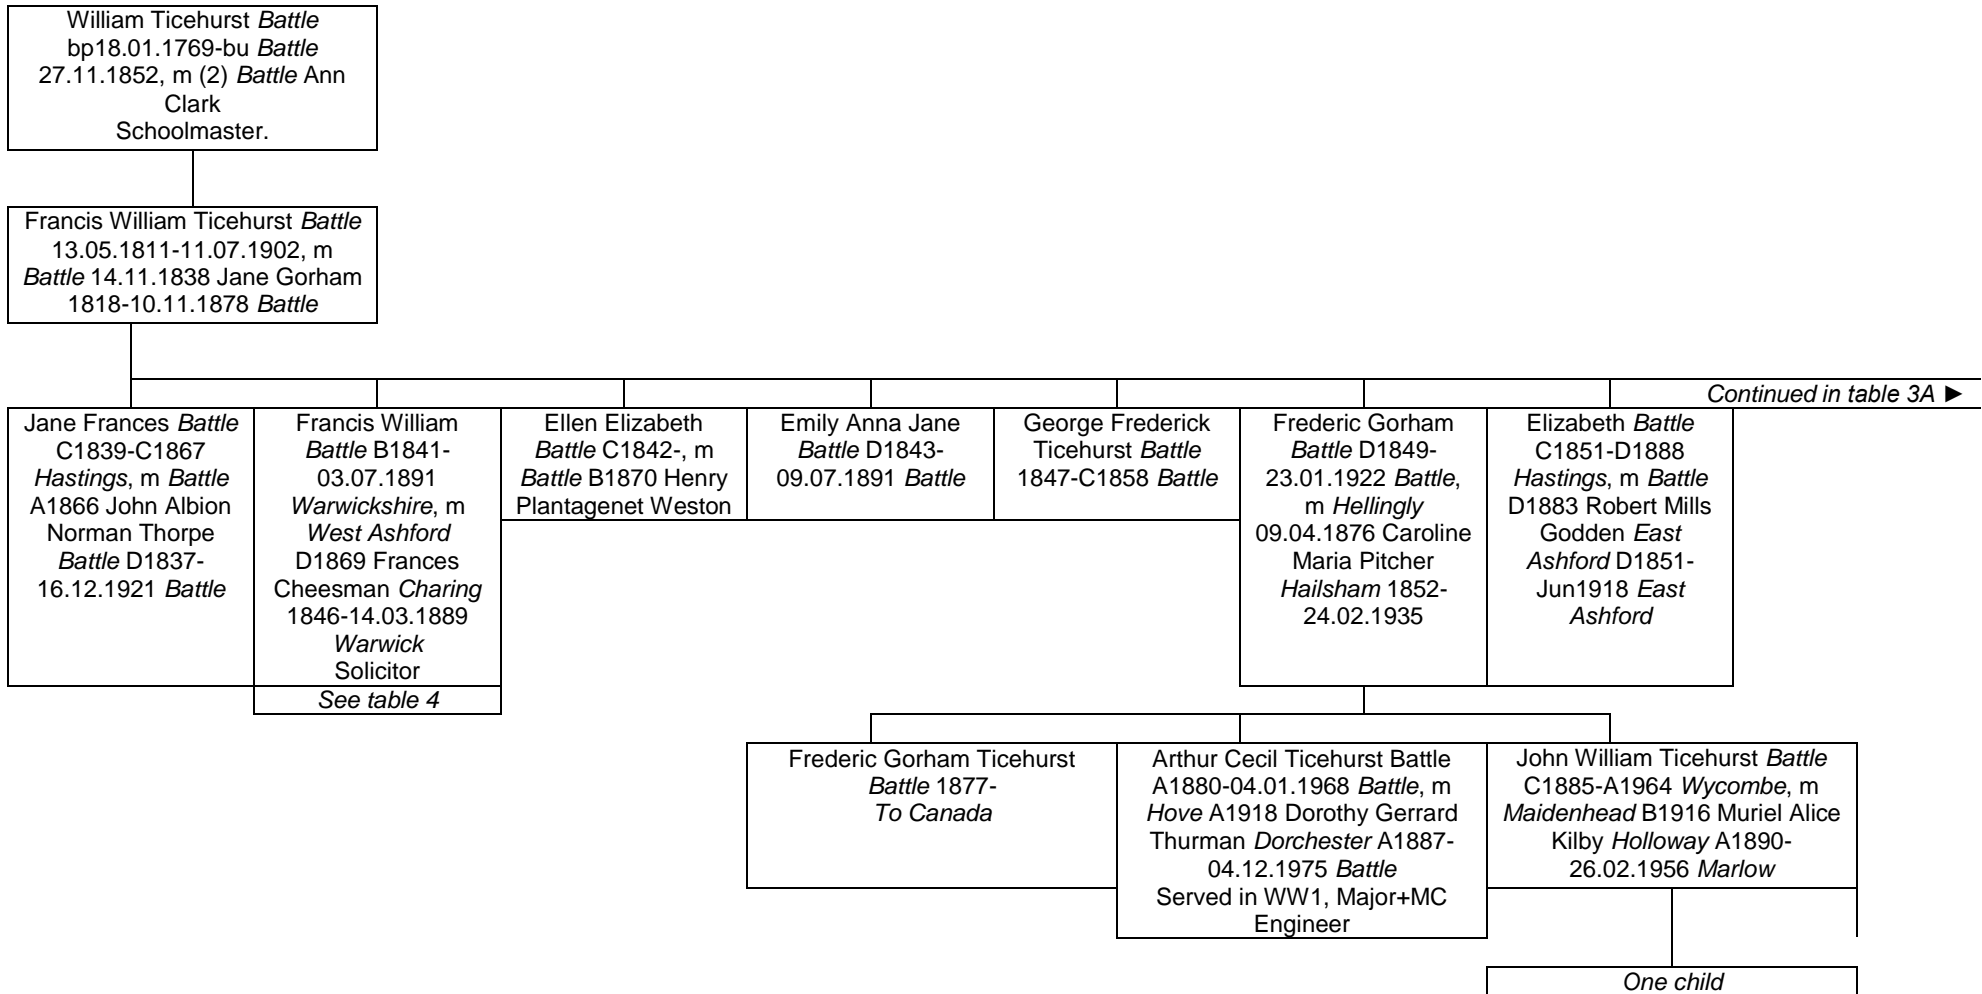 William Ticehurst Battle
bp18.01.1769-bu Battle
27.11.1852, m (2) Battle Ann
Clark
Schoolmaster.
Francis William Ticehurst Battle
13.05.1811-11.07.1902, m
Battle 14.11.1838 Jane Gorham
1818-10.11.1878 Battle
Continued in table 3A ►
Jane Frances Battle
C1839-C1867
Hastings, m Battle
A1866 John Albion
Norman Thorpe
Battle D1837-
16.12.1921 Battle
Francis William
Battle B1841-
03.07.1891
Warwickshire, m
West Ashford
D1869 Frances
Cheesman Charing
1846-14.03.1889
Warwick
Solicitor
See table 4
Ellen Elizabeth
Battle C1842-, m
Battle B1870 Henry
Plantagenet Weston
Emily Anna Jane
Battle D1843-
09.07.1891 Battle
George Frederick
Ticehurst Battle
1847-C1858 Battle
Frederic Gorham
Battle D1849-
23.01.1922 Battle,
m Hellingly
09.04.1876 Caroline
Maria Pitcher
Hailsham 1852-
24.02.1935
Elizabeth Battle
C1851-D1888
Hastings, m Battle
D1883 Robert Mills
Godden East
Ashford D1851-
Jun1918 East
Ashford
Frederic Gorham Ticehurst
Battle 1877-
To Canada
Arthur Cecil Ticehurst Battle
A1880-04.01.1968 Battle, m
Hove A1918 Dorothy Gerrard
Thurman Dorchester A1887-
04.12.1975 Battle
Served in WW1, Major+MC
Engineer
John William Ticehurst Battle
C1885-A1964 Wycombe, m
Maidenhead B1916 Muriel Alice
Kilby Holloway A1890-
26.02.1956 Marlow
One child